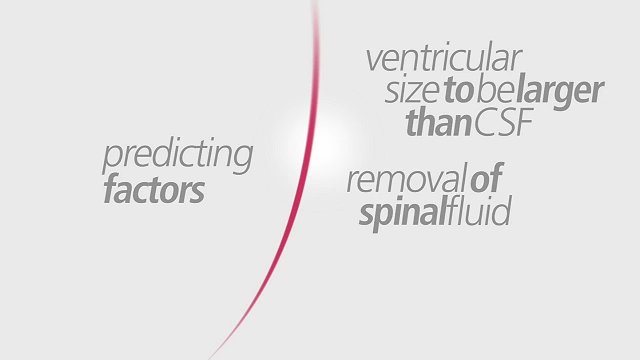 predicting
factors
ventricular
size to be larger
than CSF
removal of
spinal fluid